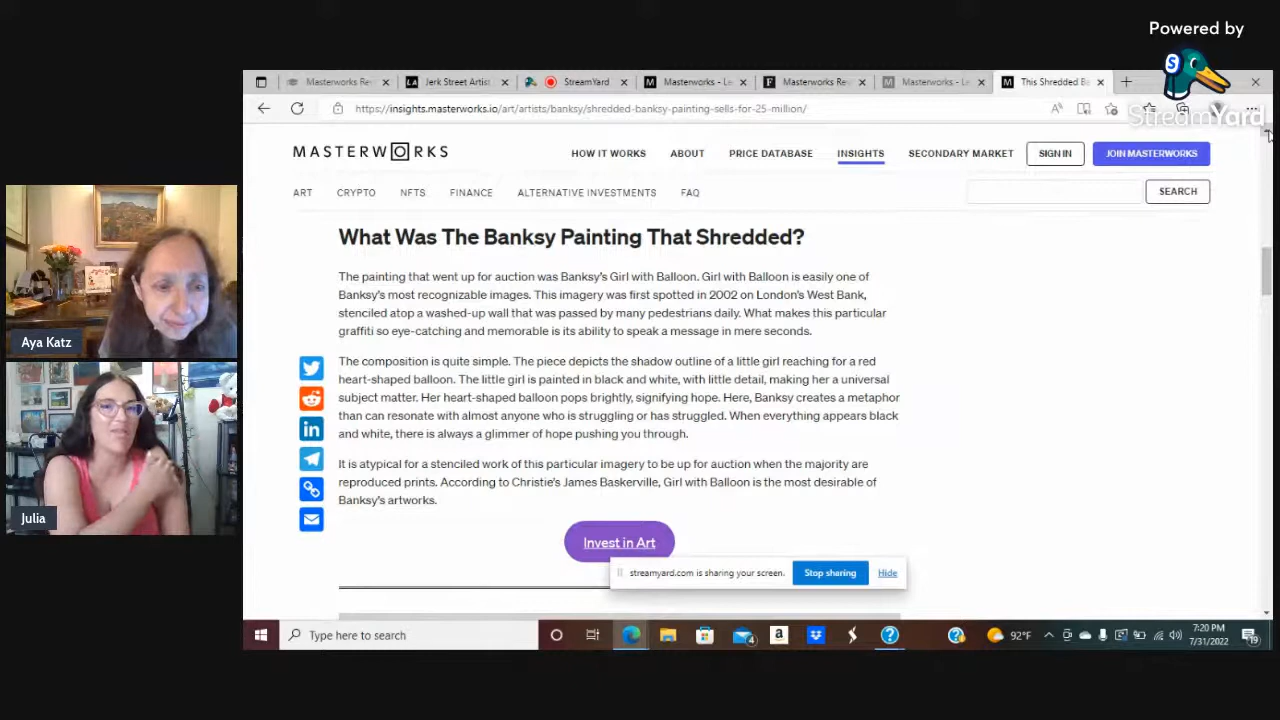 Powered by
StreamYard
Masterworks Re
Jerk Street Artist
StreamYard
Masterworks - Le
Masterworks Re
Masterworks - Le
This Shredded Ba
https://insights.masterworks.io/art/artists/banksy/shredded-banksy-painting-sells-for-25-million/
MASTERWORKS
HOW IT WORKS
ABOUT
PRICE DATABASE
INSIGHTS
SECONDARY MARKET
SIGN IN
JOIN MASTERWORKS
ART
CRYPTO
NFTS
FINANCE
ALTERNATIVE INVESTMENTS
FAQ
SEARCH
What Was The Banksy Painting That Shredded?
The painting that went up for auction was Banksy's Girl with Balloon. Girl with Balloon is easily one of
Banksy's most recognizable images. This imagery was first spotted in 2002 on London's West Bank,
stenciled atop a washed-up wall that was passed by many pedestrians daily. What makes this particular
graffiti so eye-catching and memorable is its ability to speak a message in mere seconds.
The composition is quite simple. The piece depicts the shadow outline of a little girl reaching for a red
heart-shaped balloon. The little girl is painted in black and white, with little detail, making her a universal
subject matter. Her heart-shaped balloon pops brightly, signifying hope. Here, Banksy creates a metaphor
than can resonate with almost anyone who is struggling or has struggled. When everything appears black
and white, there is always a glimmer of hope pushing you through.
It is atypical for a stenciled work of this particular imagery to be up for auction when the majority are
reproduced prints. According to Christie's James Baskerville, Girl with Balloon is the most desirable of
Banksy's artworks.
Invest in Art
streamyard.com is sharing your screen.
Stop sharing
Hide
Aya Katz
Julia
Type here to search
4
92°F
7:20 PM
7/31/2022
19